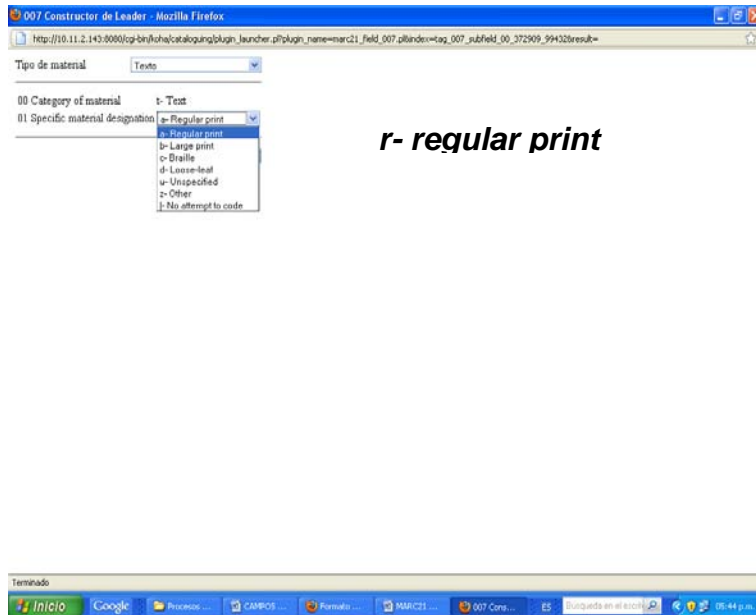 007 Constructor de Leader - Mozilla Firefox
http://10.11.2.143:8080/cgi-bin/koha/cataloguing/plugin_launcher.pl?plugin_name=marc21_field_007.pl&index=tag_007_subfield_00_372909_994326result=
Tipo de material Texto
00 Category of material t- Text
01 Specific material designation a- Regular print
a- Regular print
b- Large print
c- Braille
d- Loose-leaf
u- Unspecified
z- Other
|- No attempt to code
r- regular print
Terminado
Inicio Google Procesos ... CAMPOS ... Formato ... MARC21 ... 007 Cons... ES Búsqueda en el escrit 05:44 p.m.